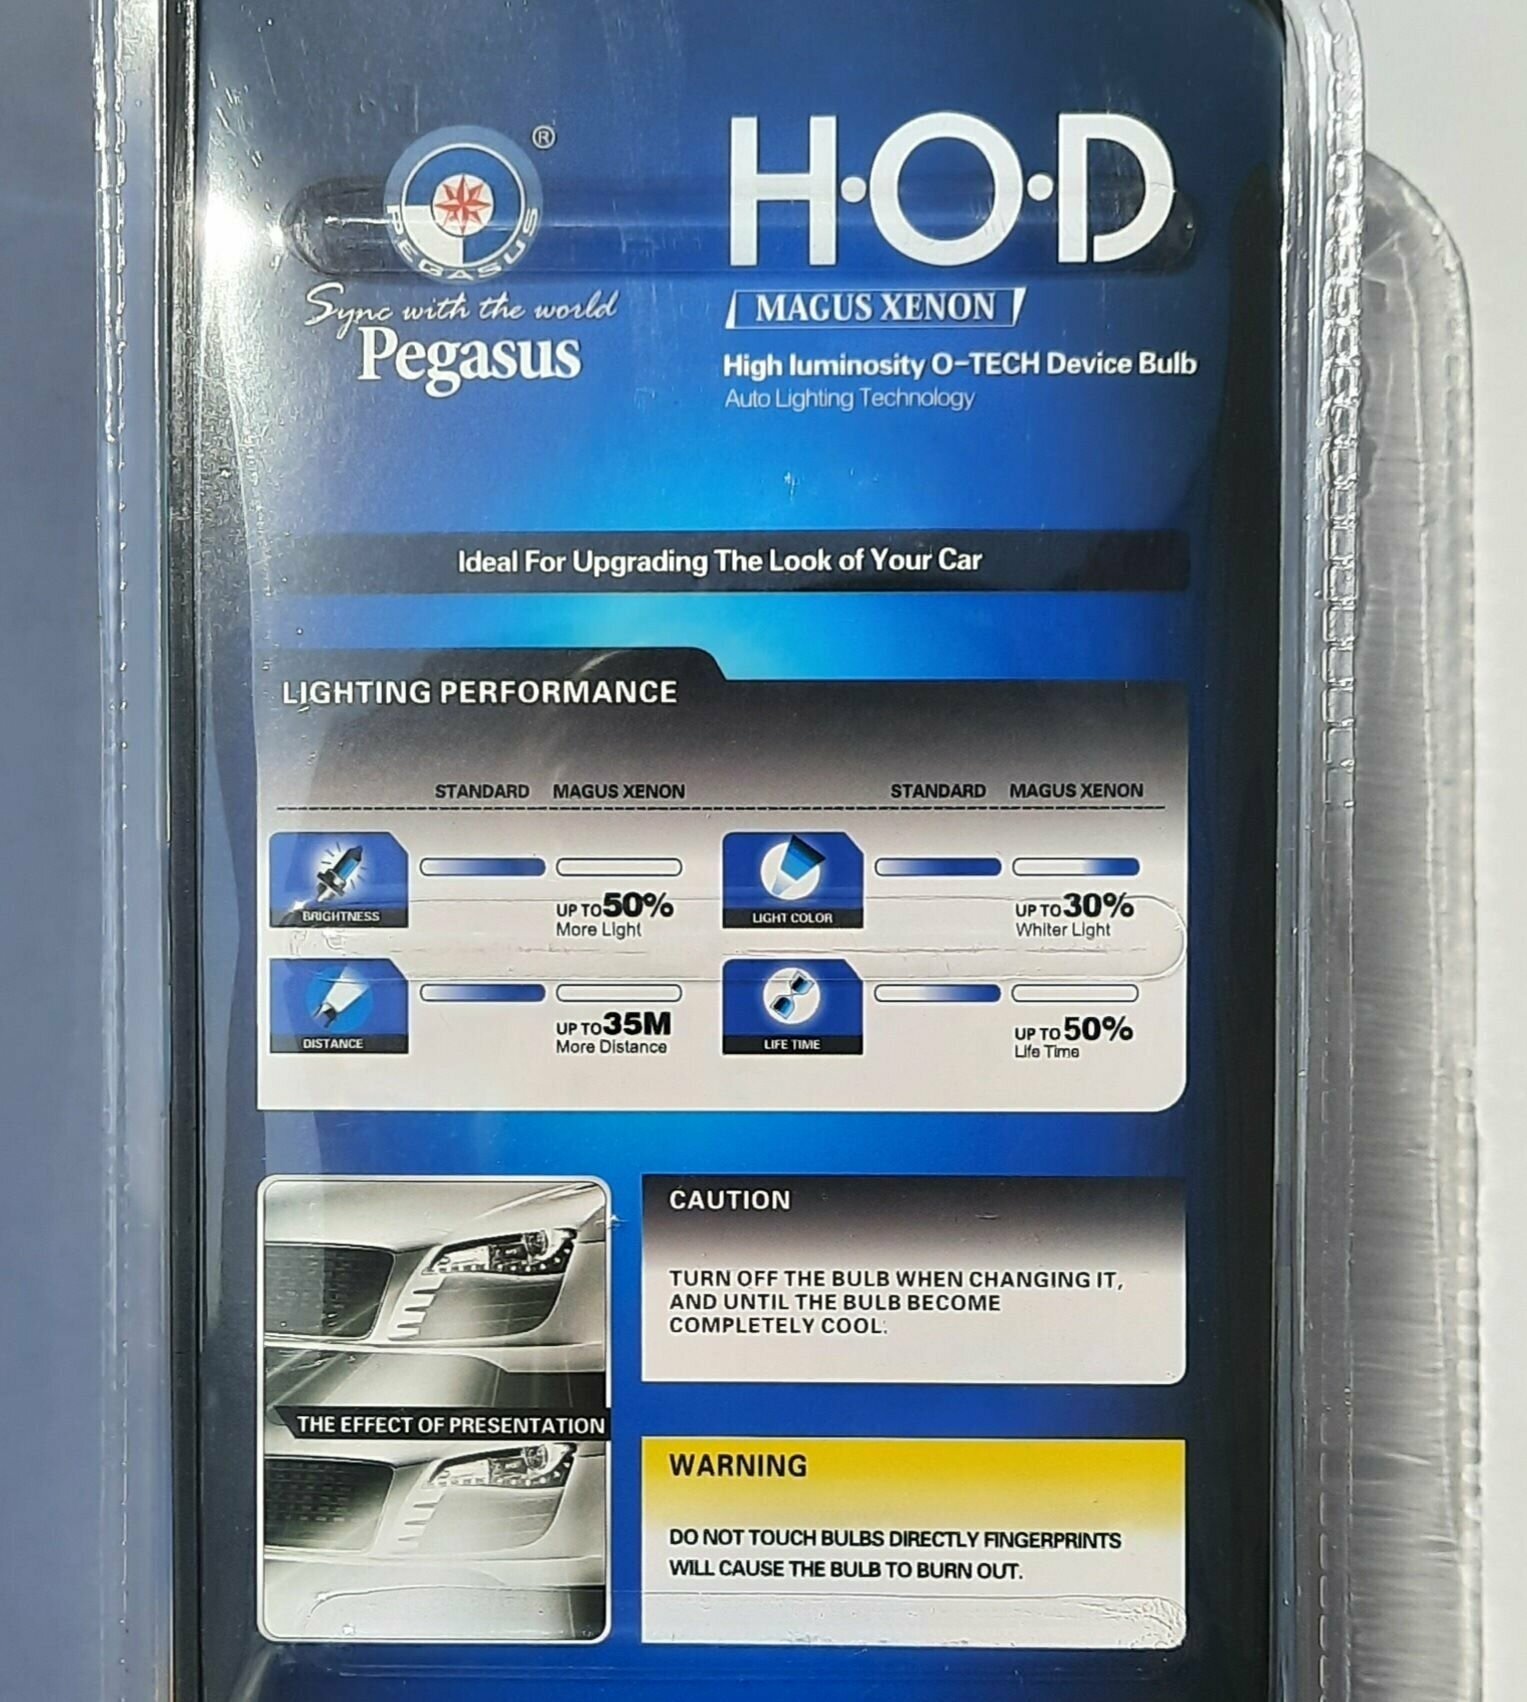 ®
PEGASUS
Sync with the world
Pegasus
H·O·D
MAGUS XENON
High luminosity O-TECH Device Bulb
Auto Lighting Technology
Ideal For Upgrading The Look of Your Car
LIGHTING PERFORMANCE
STANDARD MAGUS XENON STANDARD MAGUS XENON
BRIGHTNESS
UP TO 50%
More Light
LIGHT COLOR
UP TO 30%
Whiter Light
DISTANCE
UP TO 35M
More Distance
LIFE TIME
UP TO 50%
Life Time
THE EFFECT OF PRESENTATION
CAUTION
TURN OFF THE BULB WHEN CHANGING IT,
AND UNTIL THE BULB BECOME
COMPLETELY COOL.
WARNING
DO NOT TOUCH BULBS DIRECTLY FINGERPRINTS
WILL CAUSE THE BULB TO BURN OUT.